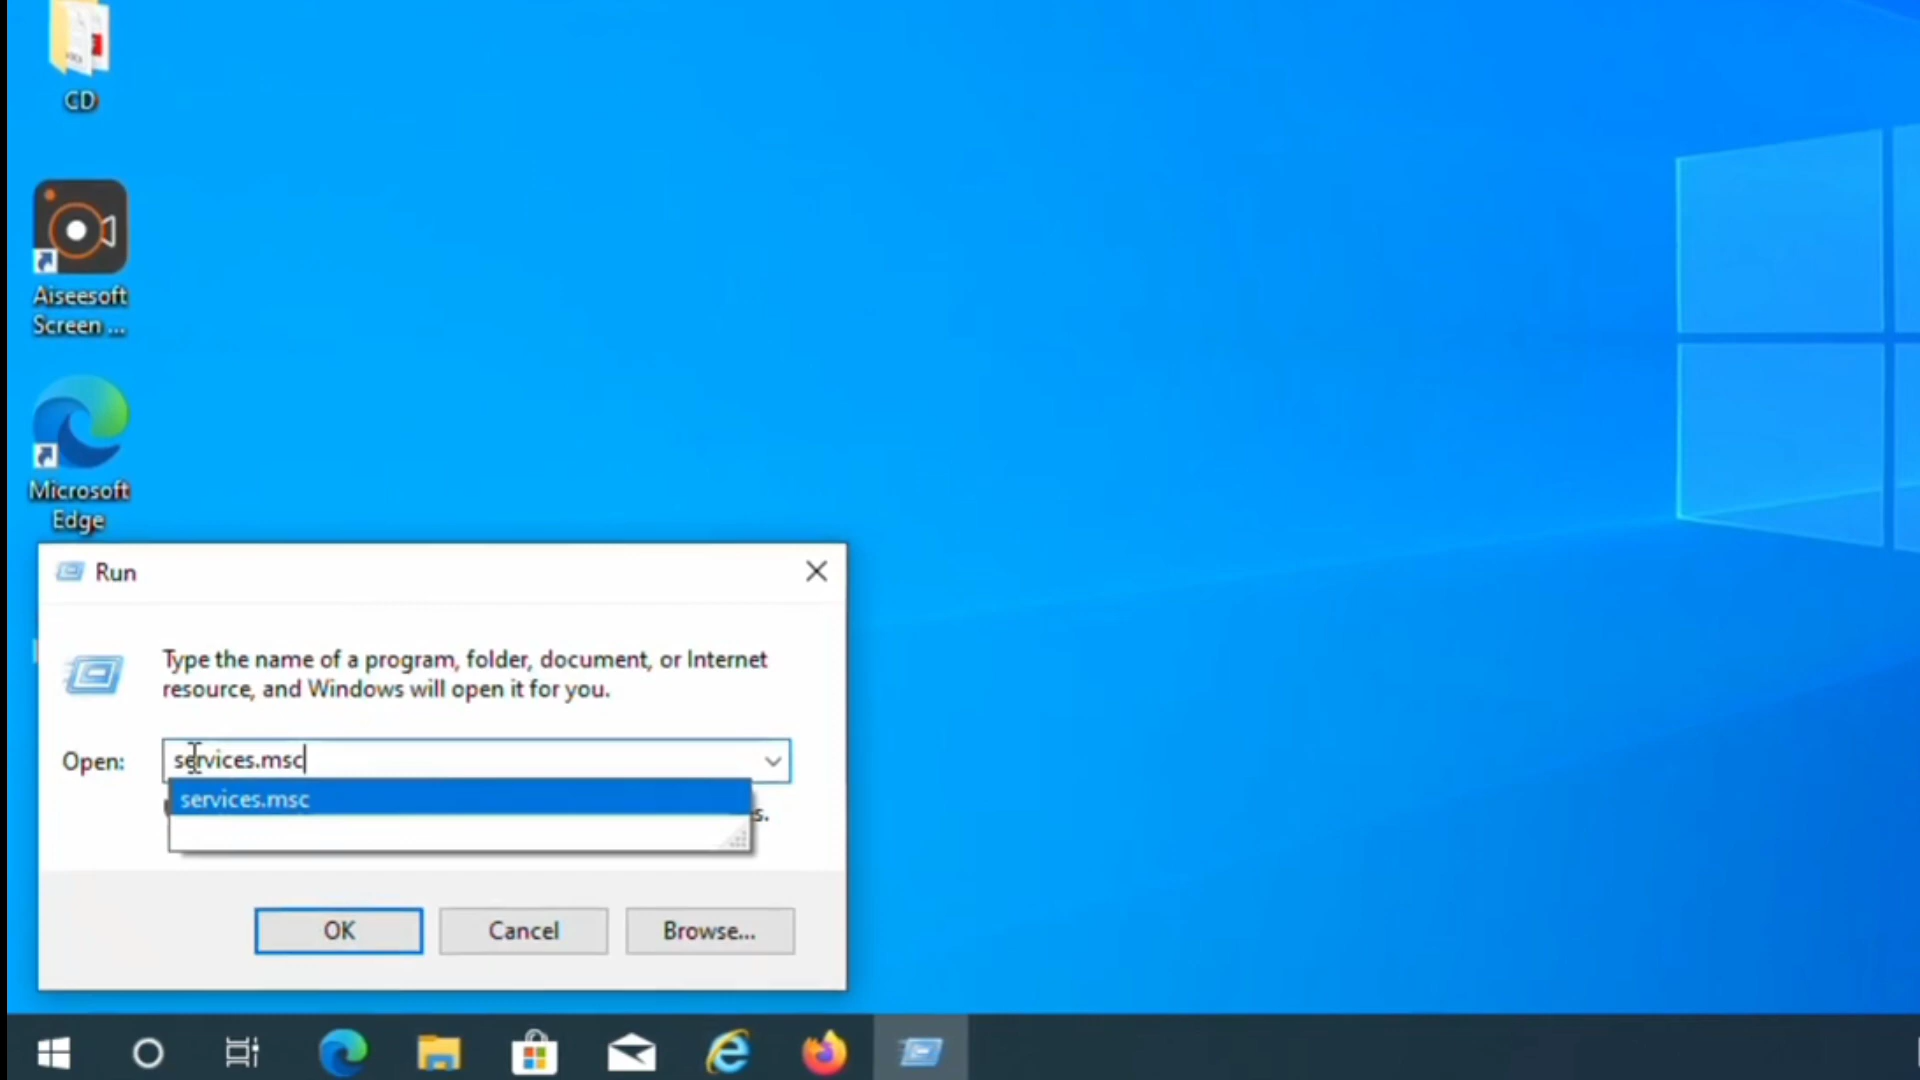 CD
Aiseesoft
Screen ...
Microsoft
Edge
Run
Type the name of a program, folder, document, or Internet
resource, and Windows will open it for you.
Open:
services.msc
services.msc
s.
OK
Cancel
Browse...